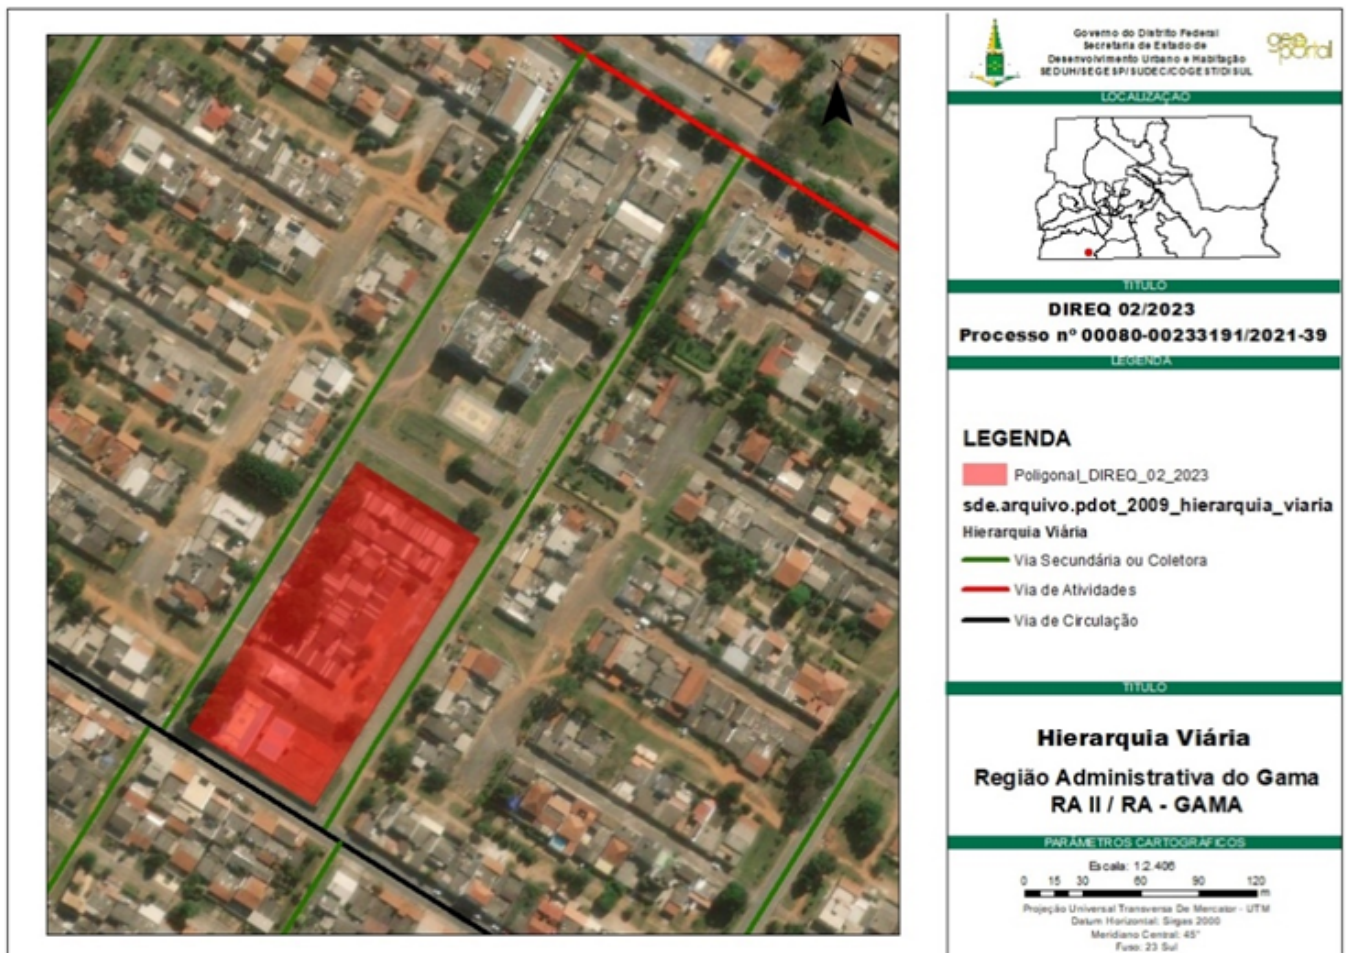 N
Governo do Distrito Federal
Secretaria de Estado de
Desenvolvimento Urbano e Habitação
SEDUH/SEGESP/SUDEC/COGEST/DISUL
geoportal
LOCALIZAÇÃO
TITULO
DIREQ 02/2023
Processo nº 00080-00233191/2021-39
LEGENDA
LEGENDA
Poligonal_DIREQ_02_2023
sde.arquivo.pdot_2009_hierarquia_viaria
Hierarquia Viária
Via Secundária ou Coletora
Via de Atividades
Via de Circulação
TITULO
Hierarquia Viária
Região Administrativa do Gama
RA II / RA - GAMA
PARÂMETROS CARTOGRÁFICOS
Escala: 1:2.406
0 15 30 60 90 120
m
Projeção Universal Transversa De Mercator - UTM
Datum Horizontal: Sirgas 2000
Meridiano Central: 45°
Fuso: 23 Sul